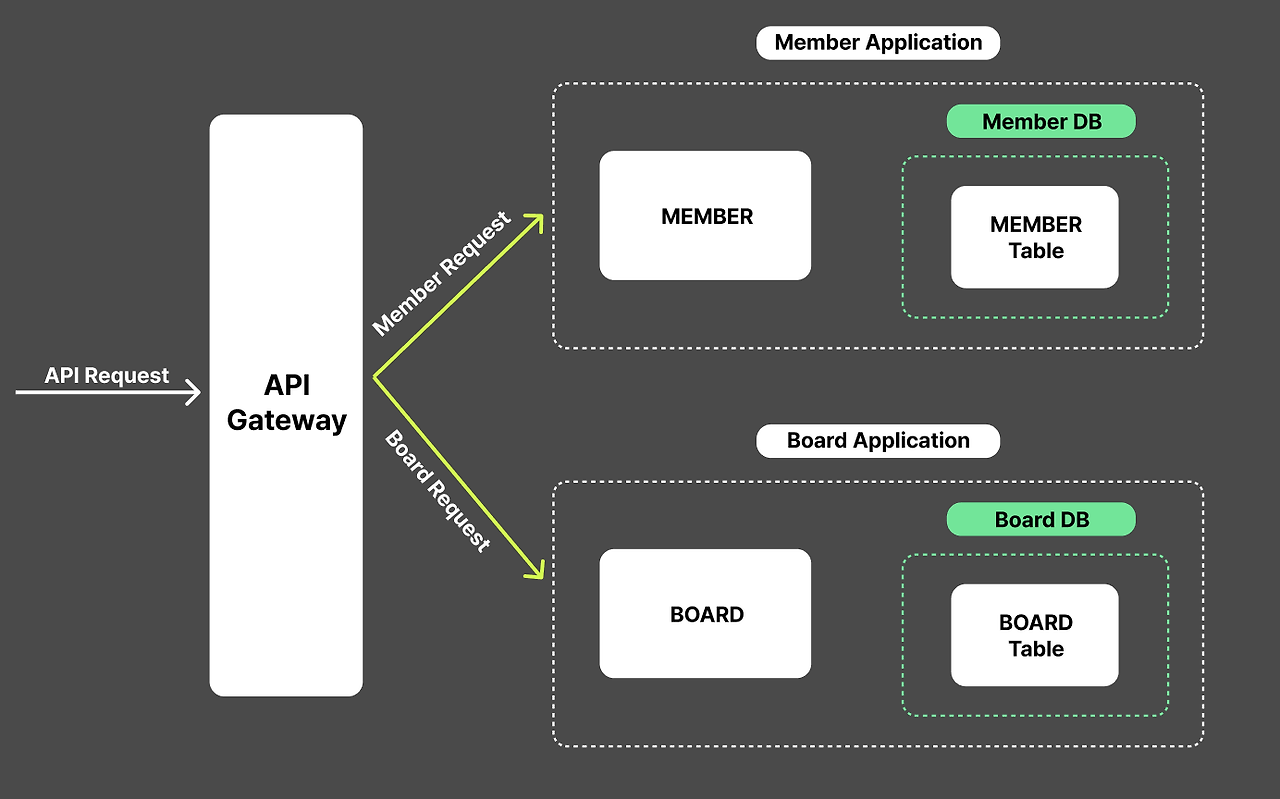 API Request
API
Gateway
Member Request
Board Request
Member Application
MEMBER
Member DB
MEMBER
Table
Board Application
BOARD
Board DB
BOARD
Table